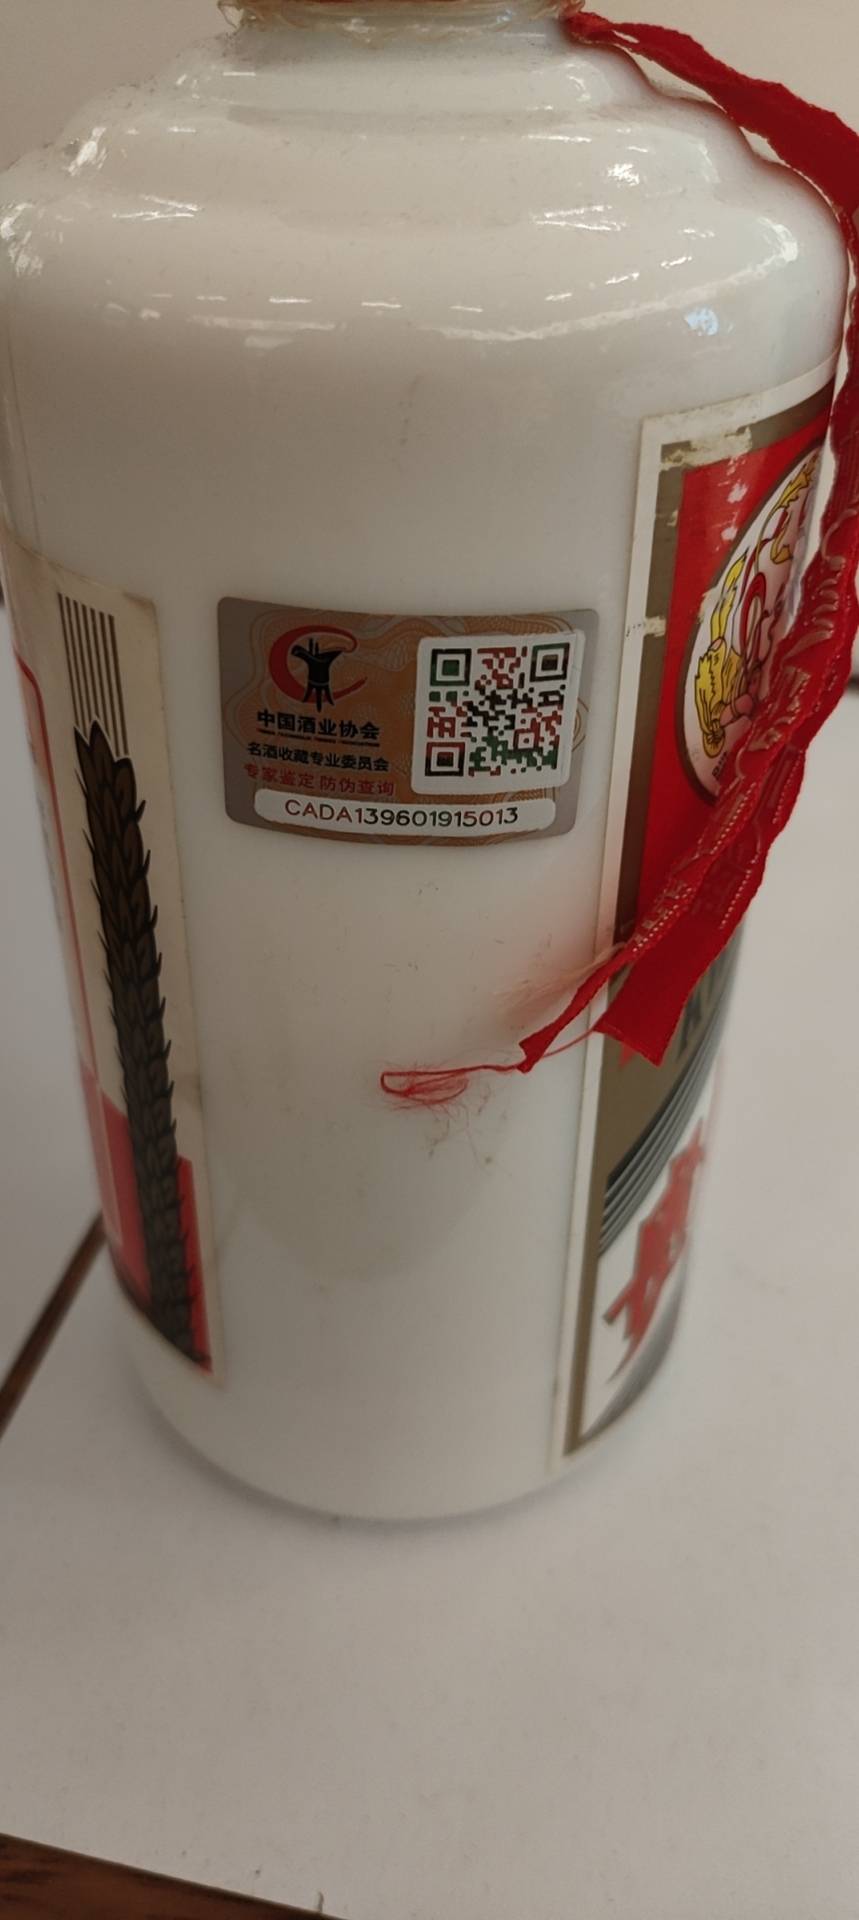 中国酒业协会
名酒收藏专业委员会
专家鉴定 防伪查询
CADA139601915013